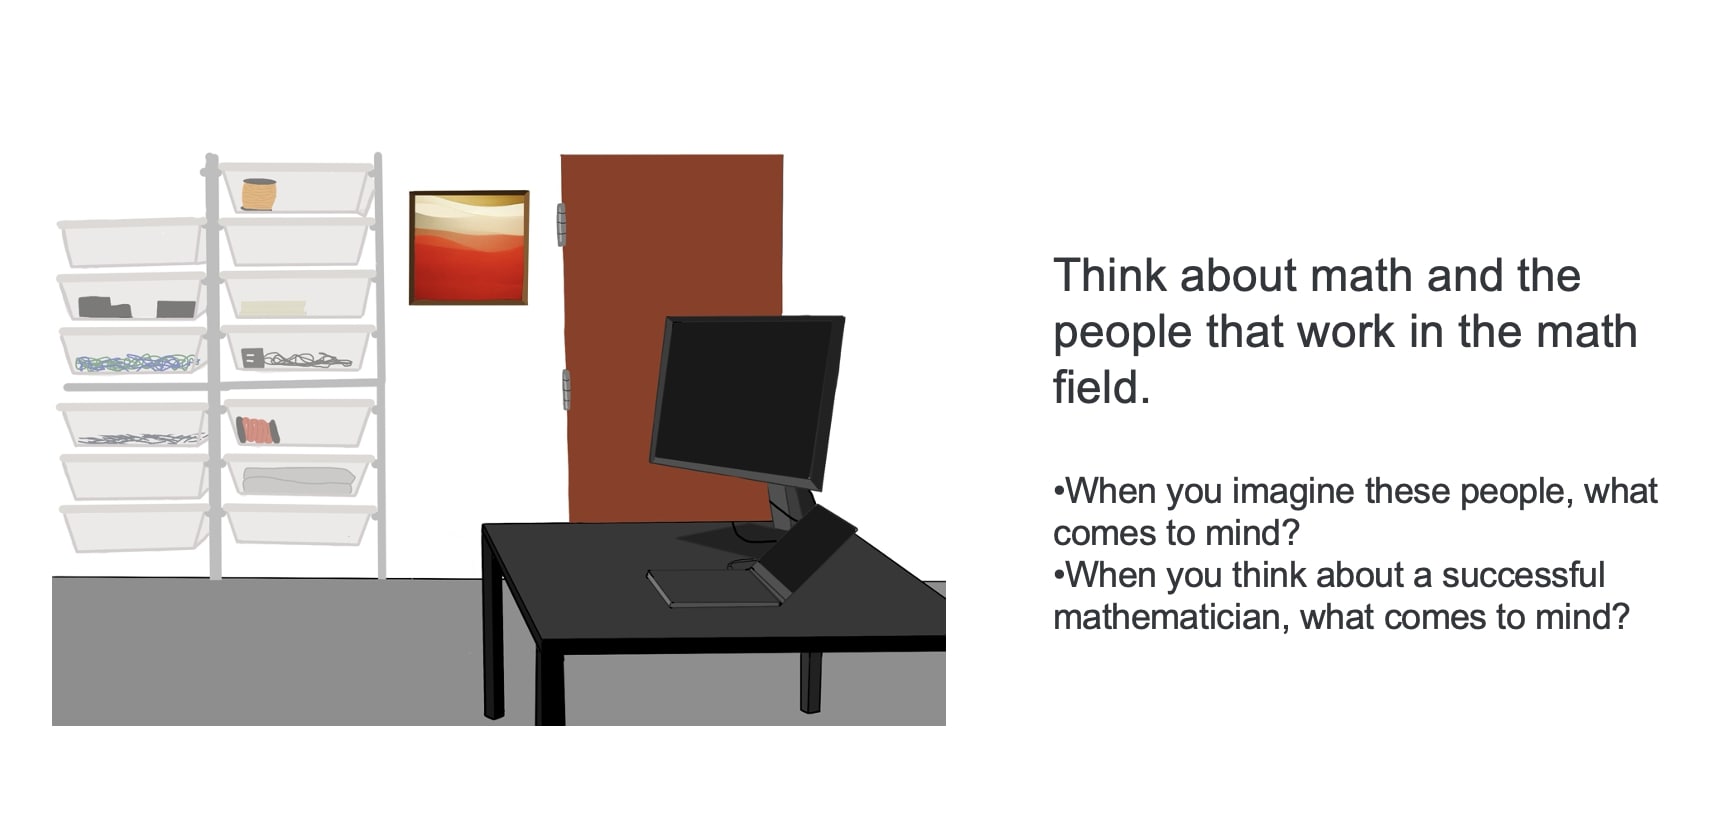 Think about math and the
people that work in the math
field.
•When you imagine these people, what
comes to mind?
•When you think about a successful
mathematician, what comes to mind?